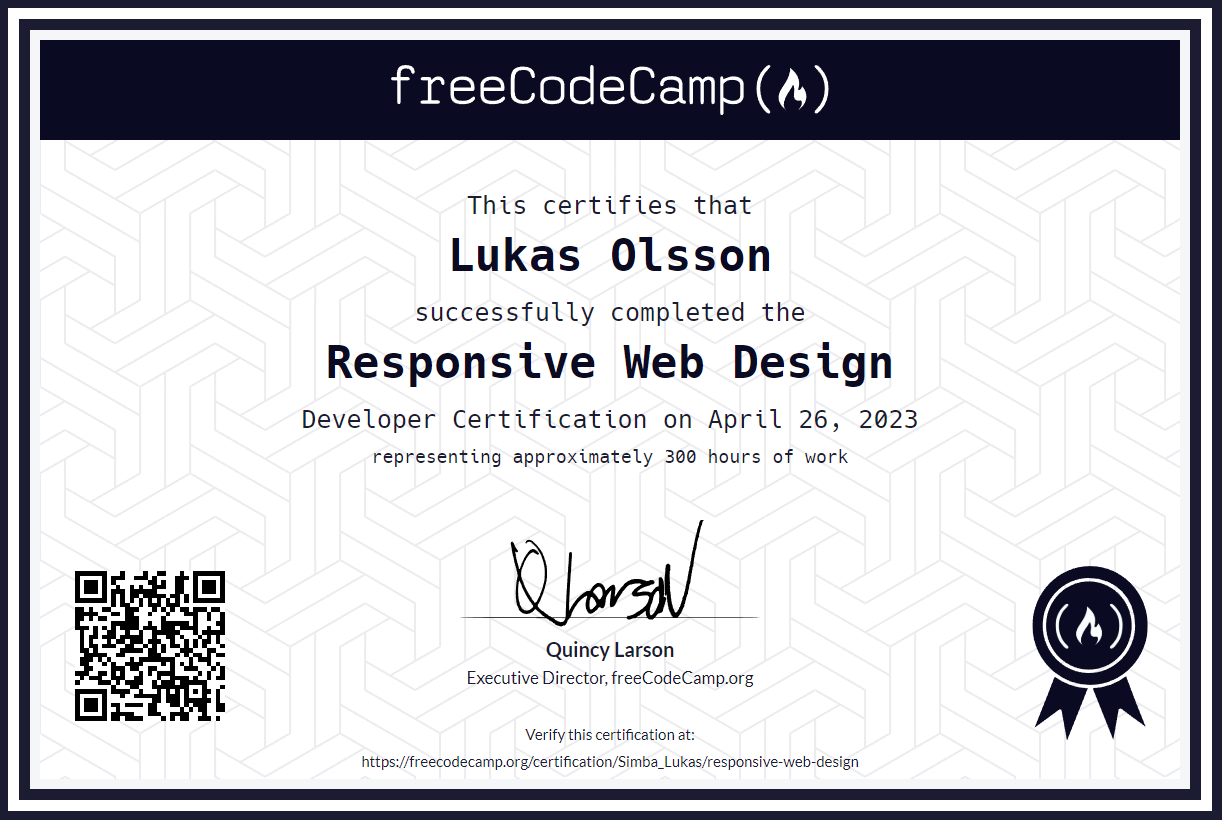 freeCodeCamp(🔥)
This certifies that
Lukas Olsson
successfully completed the
Responsive Web Design
Developer Certification on April 26, 2023
representing approximately 300 hours of work
Q Larson
Quincy Larson
Executive Director, freeCodeCamp.org
Verify this certification at:
https://freecodecamp.org/certification/Simba_Lukas/responsive-web-design